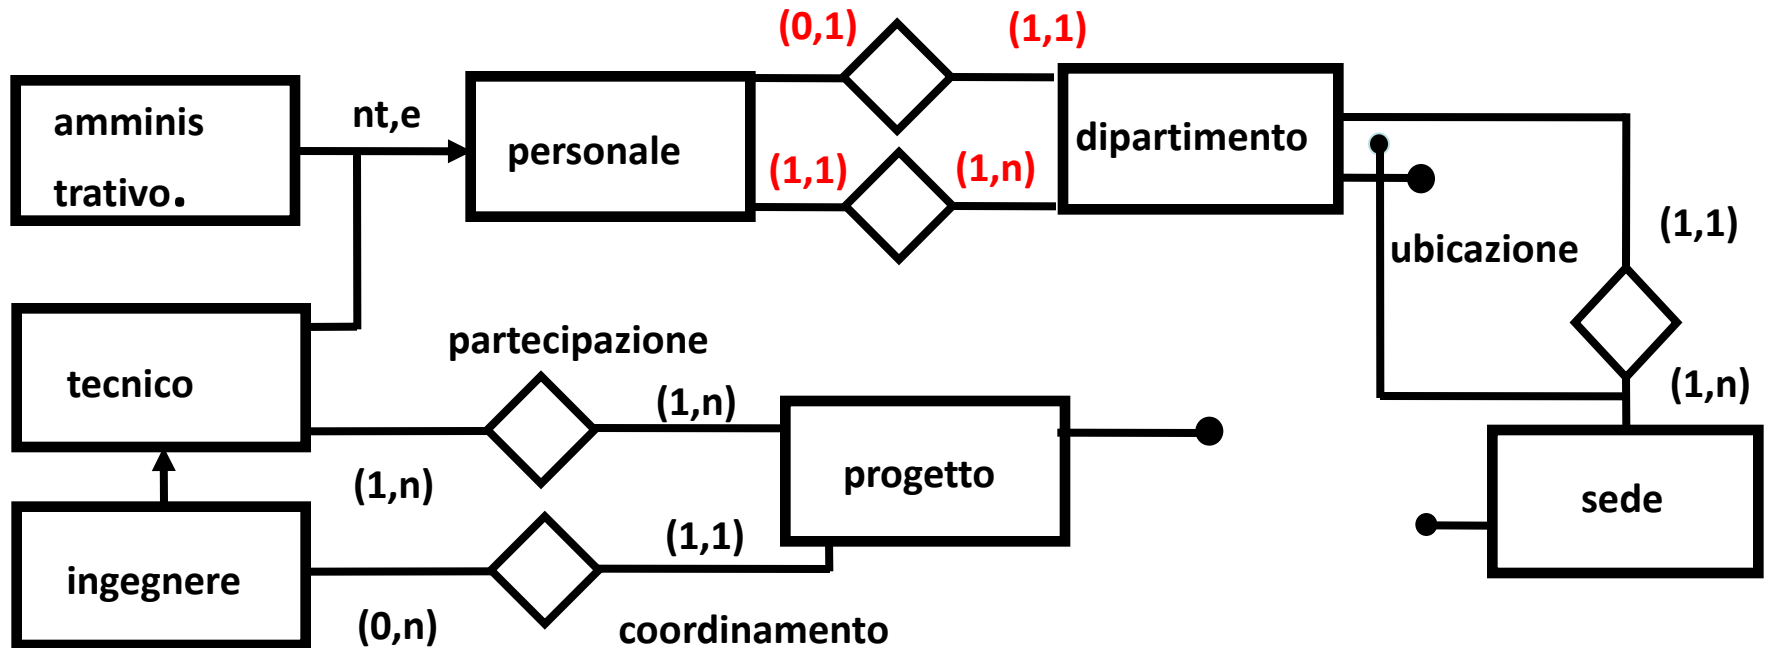 (0,1)
(1,1)
amminis
trativo.
nt,e
personale
dipartimento
(1,1)
(1,n)
ubicazione
(1,1)
tecnico
partecipazione
(1,n)
(1,n)
(1,n)
progetto
sede
ingegnere
(1,1)
(0,n)
coordinamento